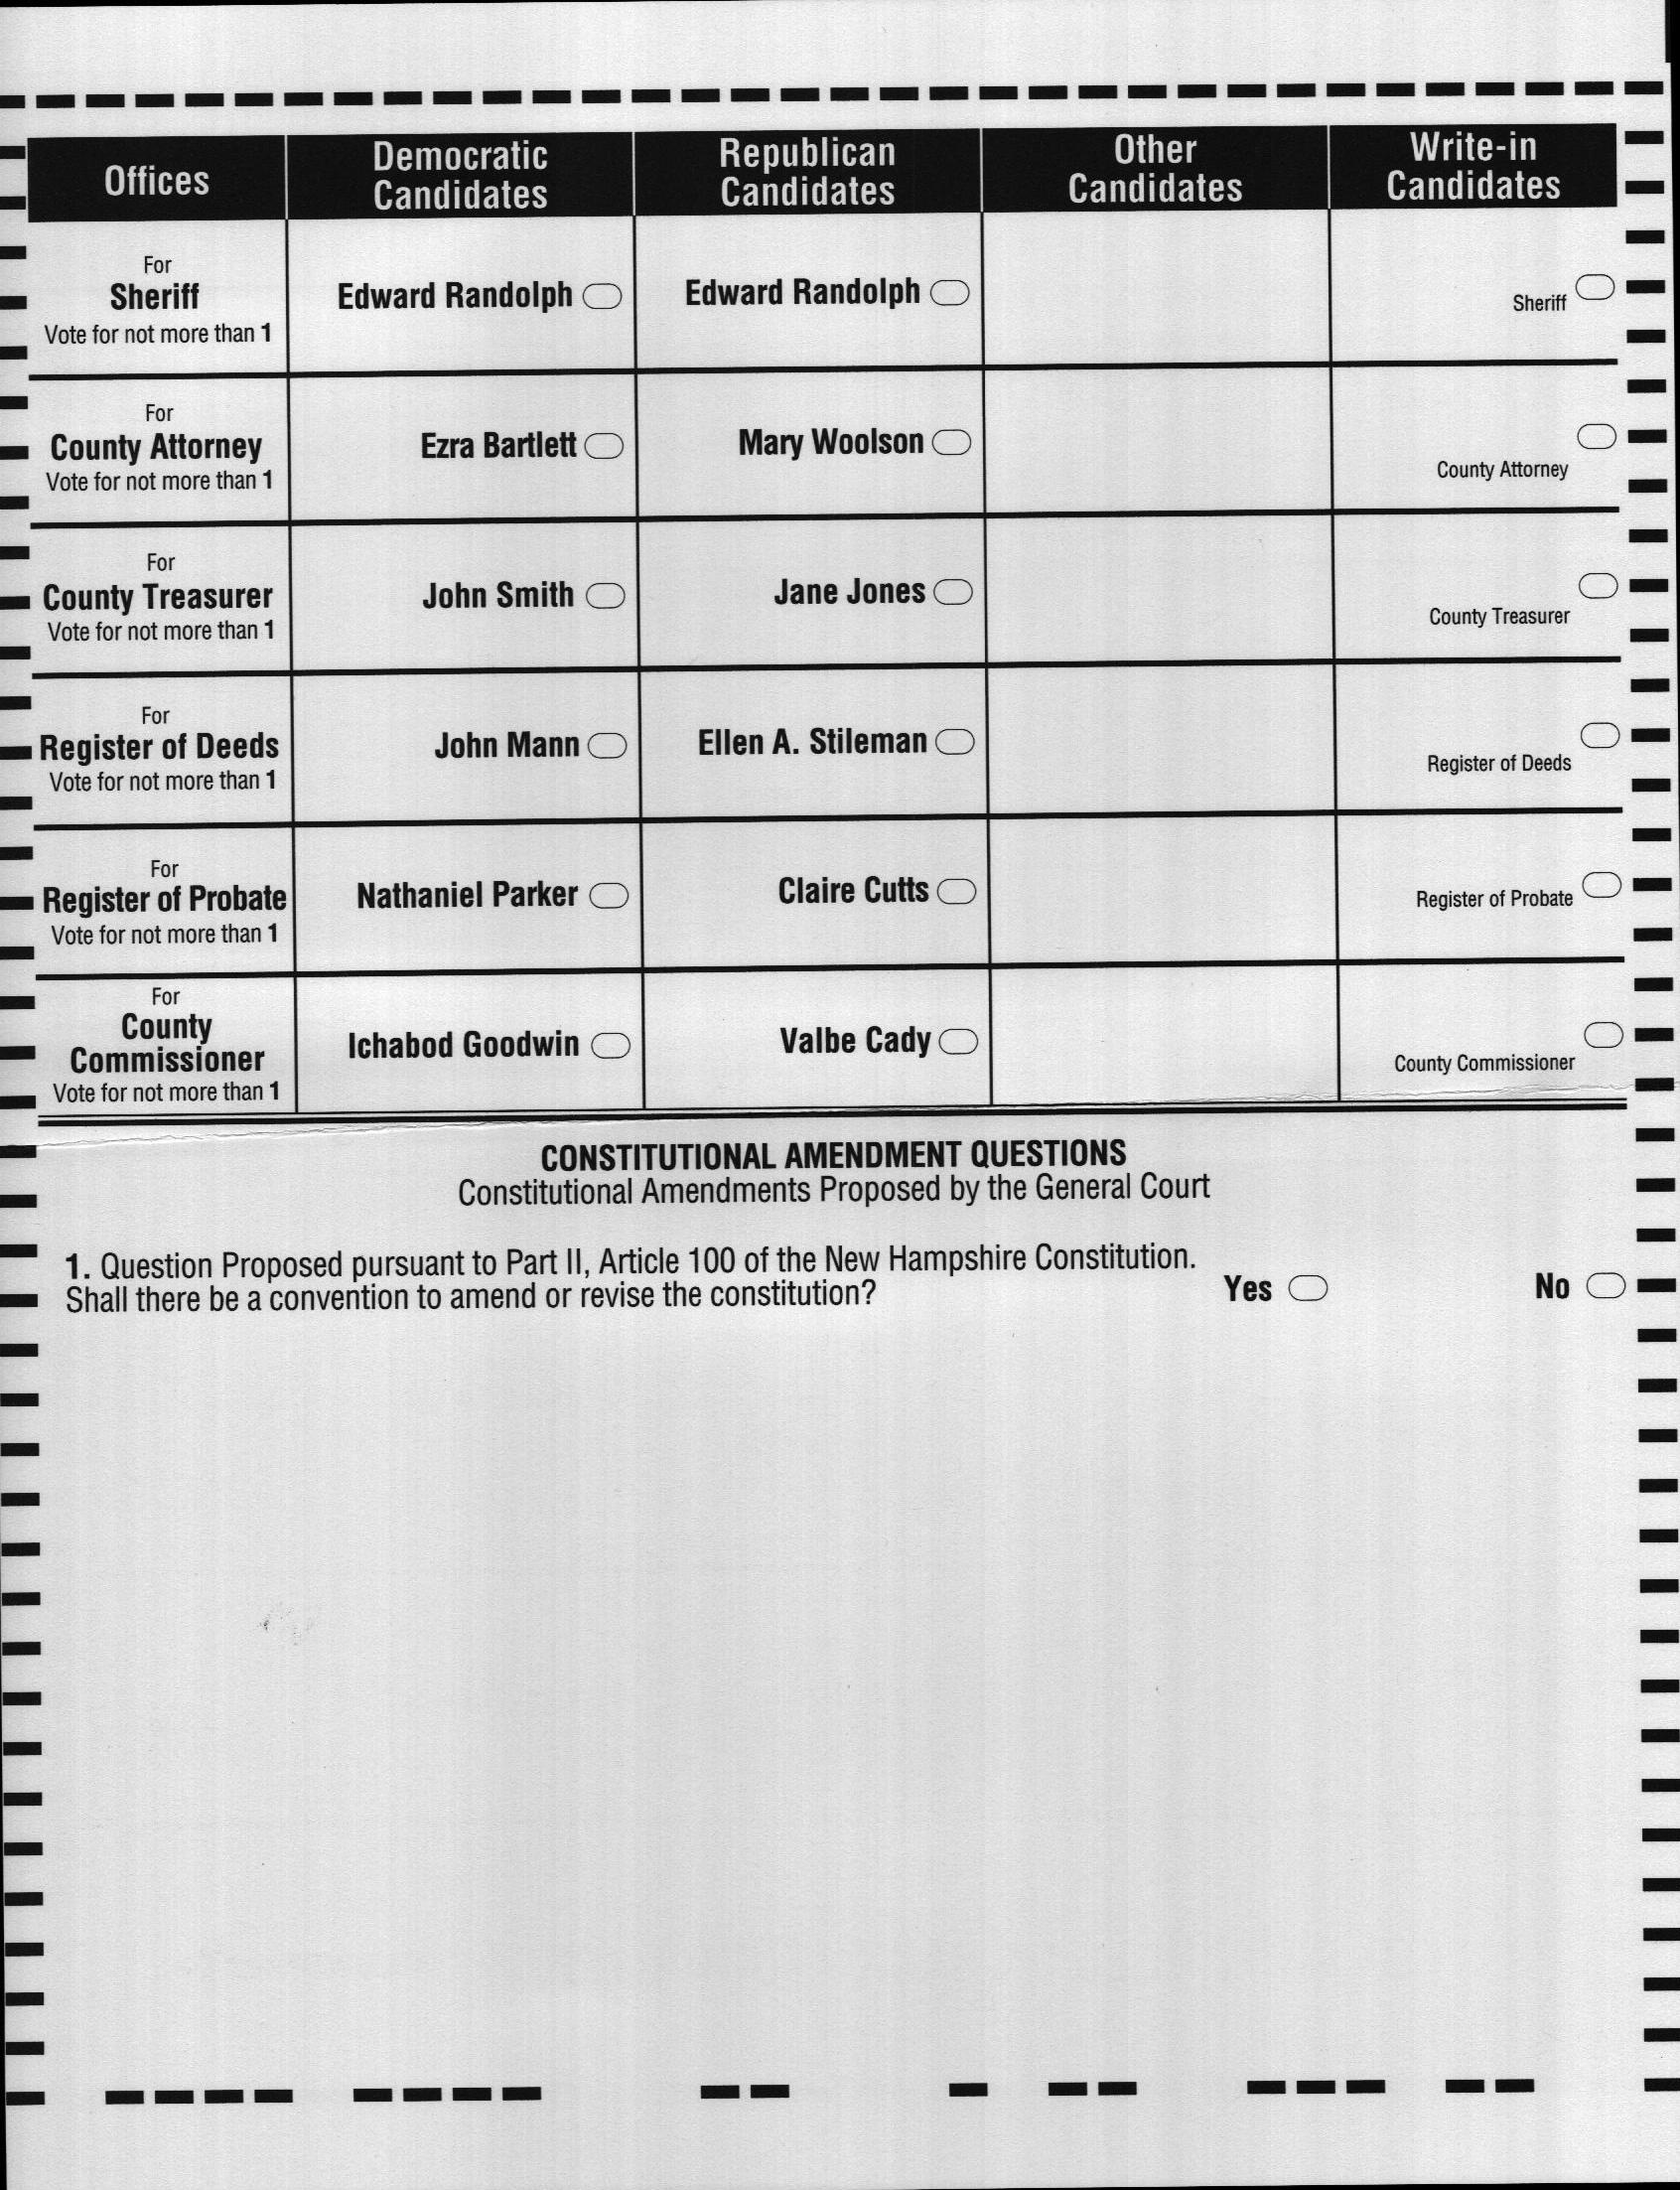 Offices
Democratic
Candidates
Republican
Candidates
Other
Candidates
Write-in
Candidates
For
Sheriff
Vote for not more than 1
Edward Randolph
Edward Randolph
Sheriff
For
County Attorney
Vote for not more than 1
Ezra Bartlett
Mary Woolson
County Attorney
For
County Treasurer
Vote for not more than 1
John Smith
Jane Jones
County Treasurer
For
Register of Deeds
Vote for not more than 1
John Mann
Ellen A. Stileman
Register of Deeds
For
Register of Probate
Vote for not more than 1
Nathaniel Parker
Claire Cutts
Register of Probate
For
County
Commissioner
Vote for not more than 1
Ichabod Goodwin
Valbe Cady
County Commissioner
CONSTITUTIONAL AMENDMENT QUESTIONS
Constitutional Amendments Proposed by the General Court
1. Question Proposed pursuant to Part II, Article 100 of the New Hampshire Constitution.
Shall there be a convention to amend or revise the constitution?
Yes
No